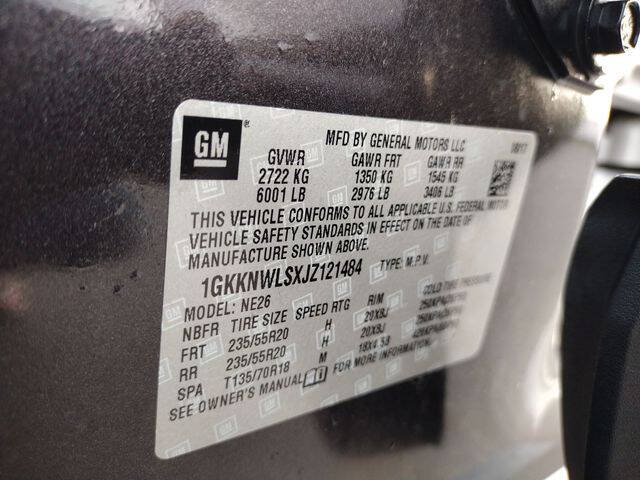 GM
MFD BY GENERAL MOTORS LLC
GVWR GAWR FRT GAWR RR
2722 KG 1350 KG 1545 KG
6001 LB 2976 LB 3406 LB
THIS VEHICLE CONFORMS TO ALL APPLICABLE U.S. FEDERAL MOTOR
VEHICLE SAFETY STANDARDS IN EFFECT ON THE DATE OF
MANUFACTURE SHOWN ABOVE.
1GKKNWLSXJZ121484 TYPE: M.P.V.
MODEL: NE26
NBFR TIRE SIZE SPEED RTG RIM COLD TIRE
FRT 235/55R20 H 20X8J
RR 235/55R20 H 20X8J
SPA T135/70R18 M 18X4.5B
SEE OWNER'S MANUAL FOR MORE INFORMATION.